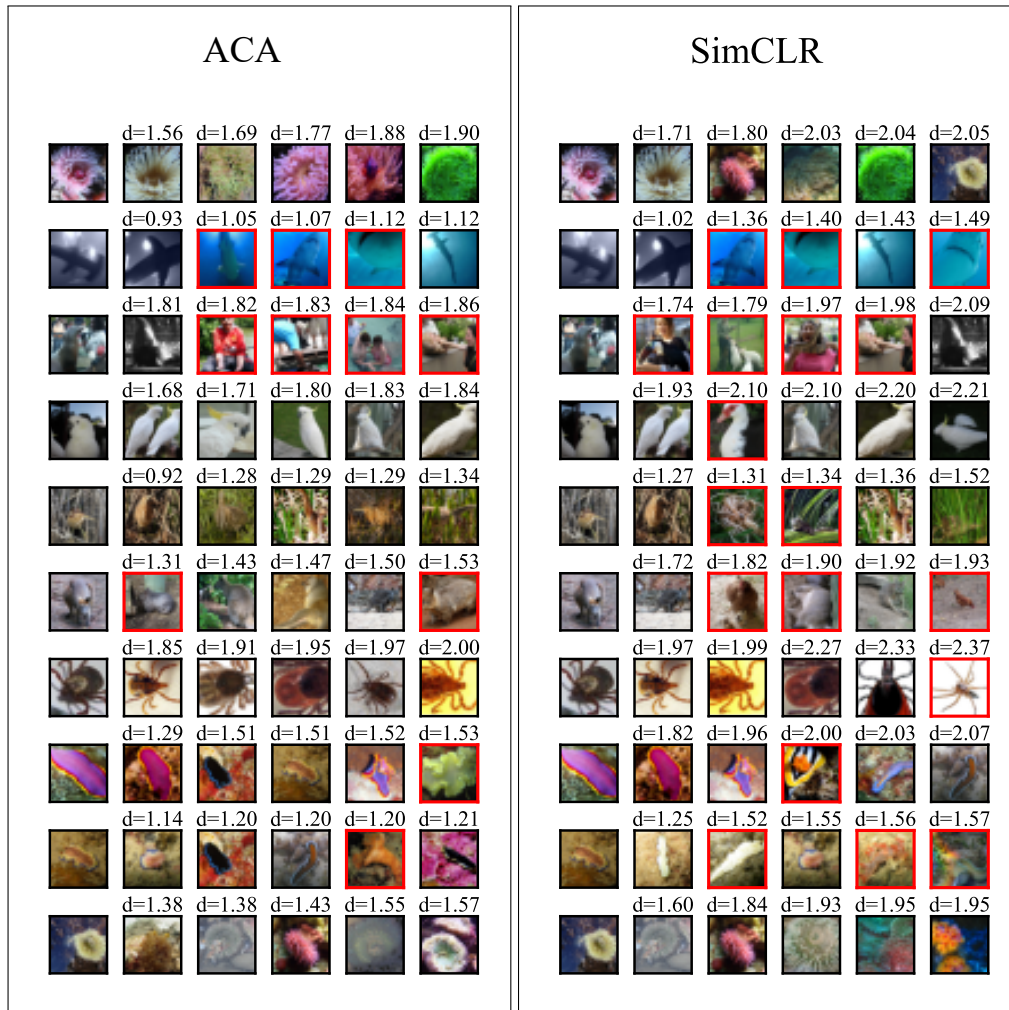 ACA
d=1.56 d=1.69 d=1.77 d=1.88 d=1.90
d=0.93 d=1.05 d=1.07 d=1.12 d=1.12
d=1.81 d=1.82 d=1.83 d=1.84 d=1.86
d=1.68 d=1.71 d=1.80 d=1.83 d=1.84
d=0.92 d=1.28 d=1.29 d=1.29 d=1.34
d=1.31 d=1.43 d=1.47 d=1.50 d=1.53
d=1.85 d=1.91 d=1.95 d=1.97 d=2.00
d=1.29 d=1.51 d=1.51 d=1.52 d=1.53
d=1.14 d=1.20 d=1.20 d=1.20 d=1.21
d=1.38 d=1.38 d=1.43 d=1.55 d=1.57
SimCLR
d=1.71 d=1.80 d=2.03 d=2.04 d=2.05
d=1.02 d=1.36 d=1.40 d=1.43 d=1.49
d=1.74 d=1.79 d=1.97 d=1.98 d=2.09
d=1.93 d=2.10 d=2.10 d=2.20 d=2.21
d=1.27 d=1.31 d=1.34 d=1.36 d=1.52
d=1.72 d=1.82 d=1.90 d=1.92 d=1.93
d=1.97 d=1.99 d=2.27 d=2.33 d=2.37
d=1.82 d=1.96 d=2.00 d=2.03 d=2.07
d=1.25 d=1.52 d=1.55 d=1.56 d=1.57
d=1.60 d=1.84 d=1.93 d=1.95 d=1.95